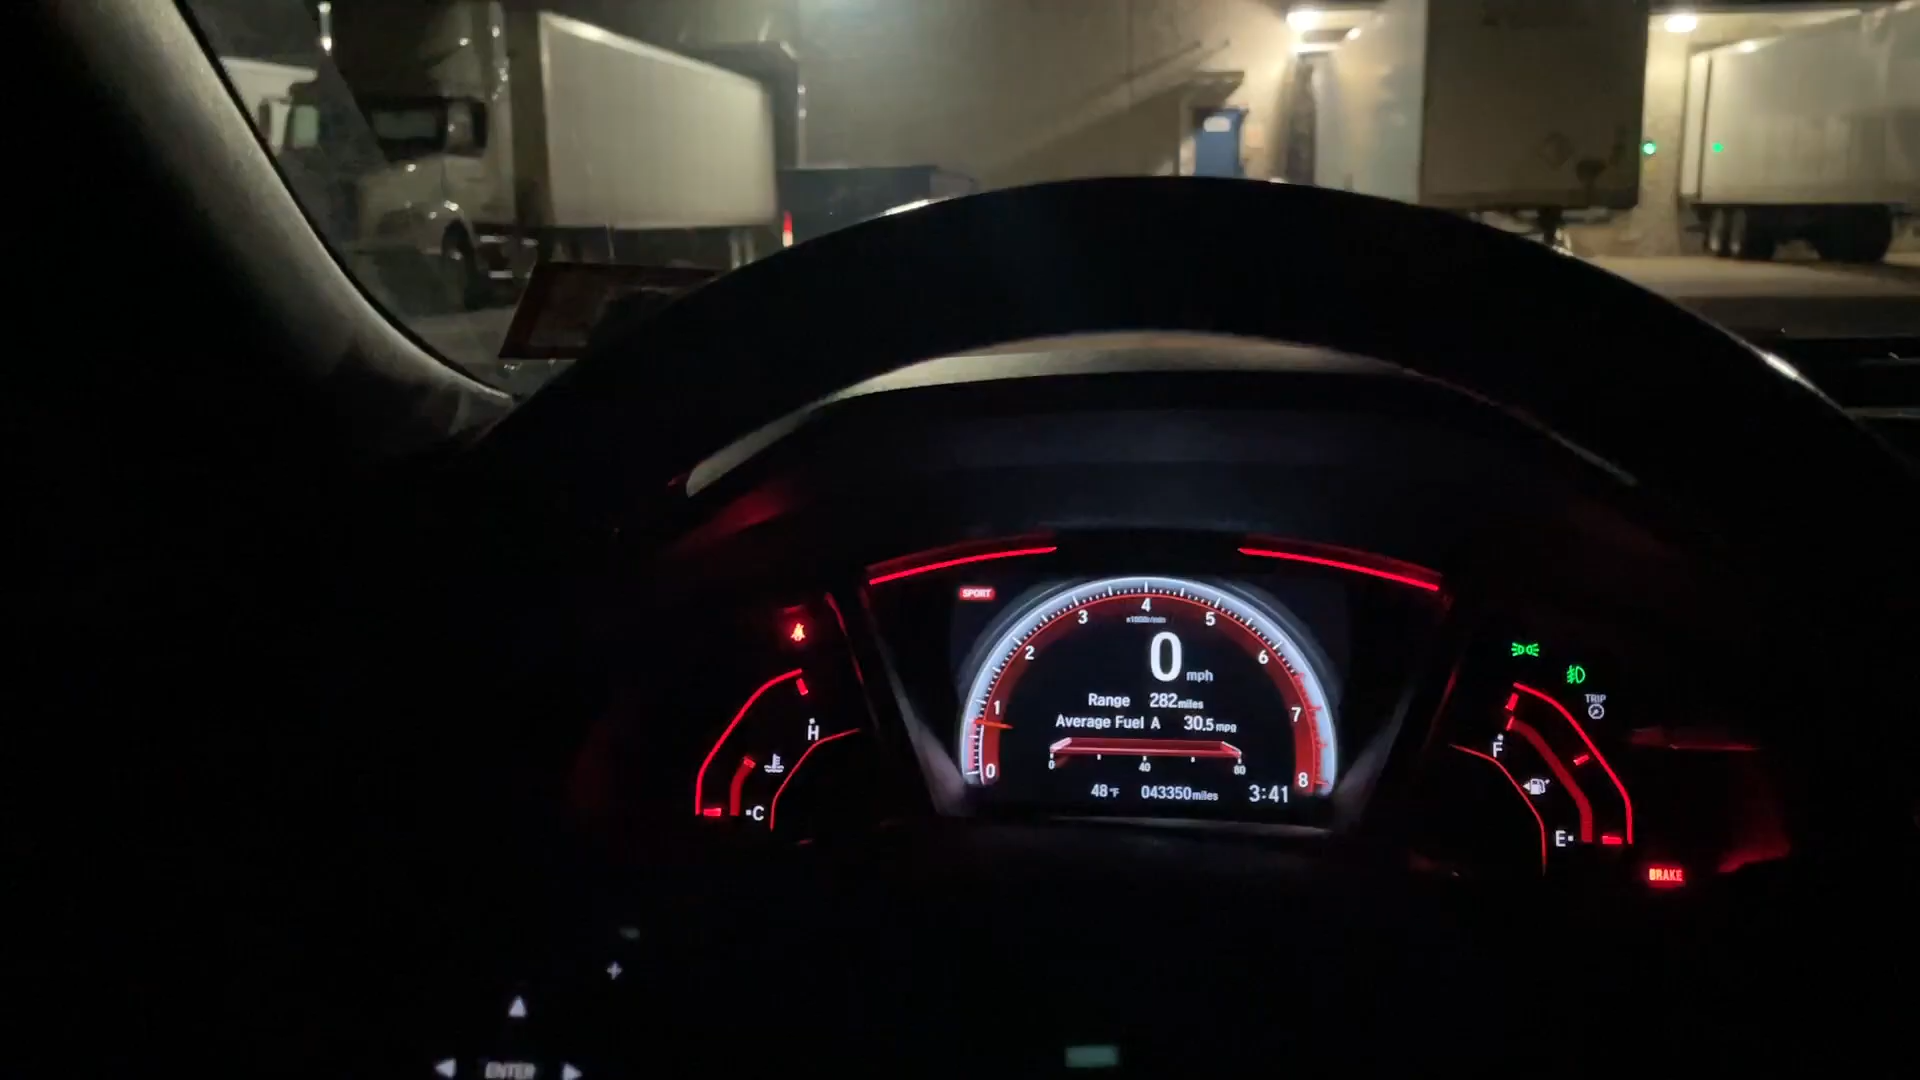 SPORT
4
3 5
x1000r/min
2 6
0 mph
Range 282 miles
1 7
Average Fuel A 30.5 mpg
0 40 80
0 8
48°F 043350 miles 3:41
H
C
TRIP
F
E
BRAKE
+
ENTER